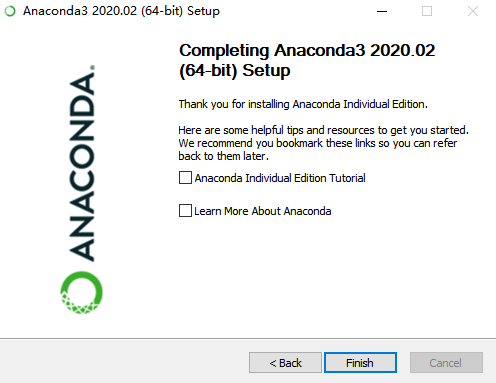 Anaconda3 2020.02 (64-bit) Setup
Completing Anaconda3 2020.02
(64-bit) Setup
Thank you for installing Anaconda Individual Edition.
Here are some helpful tips and resources to get you started.
We recommend you bookmark these links so you can refer
back to them later.
Anaconda Individual Edition Tutorial
Learn More About Anaconda
ANACONDA.
< Back
Finish
Cancel